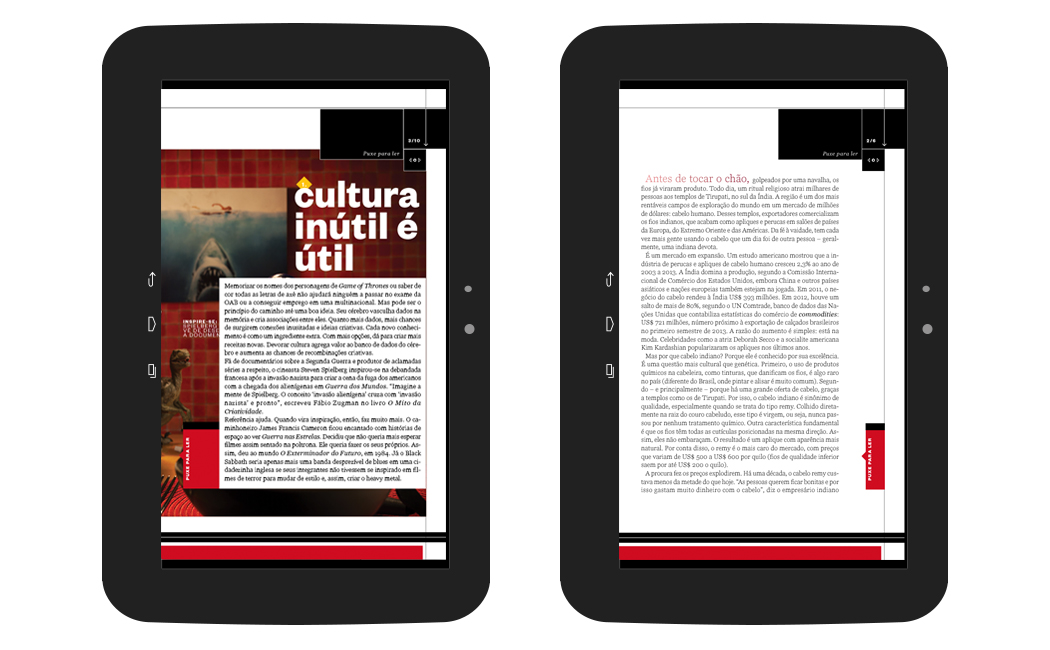 3/10
Puxe para ler
cultura
inútil é
útil
INSPIRE-SE:
SPIELBERG
Memorizar os nomes dos personagens de Game of Thrones ou saber de
cor todas as letras de axé não ajudará ninguém a passar no exame da
OAB ou a conseguir emprego em uma multinacional. Mas pode ser o
princípio do caminho até uma boa ideia. Seu cérebro vasculha dados na
memória e cria associações entre eles. Quanto mais dados, mais chances
de surgirem conexões inusitadas e ideias criativas. Cada novo conheci-
mento é como um ingrediente extra. Com mais opções, dá para criar mais
receitas novas. Devorar cultura agrega valor ao banco de dados do cére-
bro e aumenta as chances de recombinações criativas.
Fã de documentários sobre a Segunda Guerra e produtor de aclamadas
séries a respeito, o cineasta Steven Spielberg inspirou-se na debandada
francesa após a invasão nazista para criar a cena da fuga dos americanos
com a chegada dos alienígenas em Guerra dos Mundos. "Imagine a
mente de Spielberg. O conceito 'invasão alienígena' cruza com 'invasão
nazista' e pronto", escreveu Fábio Zugman no livro O Mito da
Criatividade.
Referência ajuda. Quando vira inspiração, então, faz muito mais. O ca-
minhoneiro James Francis Cameron ficou encantado com histórias de
espaço ao ver Guerra nas Estrelas. Decidiu que não queria mais esperar
filmes assim sentado na poltrona. Ele queria fazer os seus próprios. As-
sim, deu ao mundo O Exterminador do Futuro, em 1984. Já o Black
Sabbath seria apenas mais uma banda desprezível de blues em uma ci-
dadezinha inglesa se seus integrantes não tivessem se inspirado em fil-
mes de terror para mudar de estilo e, assim, criar o heavy metal.
PUXE PARA LER
2/6
Puxe para ler
Antes de tocar o chão, golpeados por uma navalha, os
fios já viraram produto. Todo dia, um ritual religioso atrai milhares de
pessoas aos templos de Tirupati, no sul da Índia. A região é um dos mais
rentáveis campos de exploração do mundo em um mercado de milhões
de dólares: cabelo humano. Desses templos, exportadores comercializam
os fios indianos, que acabam como apliques e perucas em salões de países
da Europa, do Extremo Oriente e das Américas. Da fé à vaidade, tem cada
vez mais gente usando o cabelo que um dia foi de outra pessoa – geral-
mente, uma indiana devota.
É um mercado em expansão. Um estudo americano mostrou que a in-
dústria de perucas e apliques de cabelo humano cresceu 2,3% ao ano de
2003 a 2013. A Índia domina a produção, segundo a Comissão Interna-
cional de Comércio dos Estados Unidos, embora China e outros países
asiáticos e nações europeias também estejam na jogada. Em 2011, o ne-
gócio do cabelo rendeu à Índia US$ 393 milhões. Em 2012, houve um
salto de mais de 80%, segundo o UN Comtrade, banco de dados das Na-
ções Unidas que contabiliza estatísticas do comércio de commodities:
US$ 721 milhões, número próximo à exportação de calçados brasileiros
no primeiro semestre de 2013. A razão do aumento é simples: está na
moda. Celebridades como a atriz Deborah Secco e a socialite americana
Kim Kardashian popularizaram os apliques nos últimos anos.
Mas por que cabelo indiano? Porque ele é conhecido por sua excelência.
É uma questão mais cultural que genética. Primeiro, o uso de produtos
químicos na cabeleira, como tinturas, que danificam os fios, é algo raro
no país (diferente do Brasil, onde pintar e alisar é muito comum). Segun-
do – e principalmente – porque há uma grande oferta de cabelo, graças
a templos como os de Tirupati. Por isso, o cabelo indiano é sinônimo de
qualidade, especialmente quando se trata do tipo remy. Colhido direta-
mente na raiz do couro cabeludo, esse tipo é virgem, ou seja, nunca pas-
sou por nenhum tratamento químico. Outra característica fundamental
é que os fios têm todas as cutículas posicionadas na mesma direção. As-
sim, eles não embaraçam. O resultado é um aplique com aparência mais
natural. Por conta disso, o remy é o mais caro do mercado, com preços
que variam de US$ 500 a US$ 600 por quilo (fios de qualidade inferior
saem por até US$ 200 o quilo).
A procura fez os preços explodirem. Há uma década, o cabelo remy cus-
tava menos da metade do que hoje. "As pessoas querem ficar bonitas e por
isso gastam muito dinheiro com o cabelo", diz o empresário indiano
PUXE PARA LER